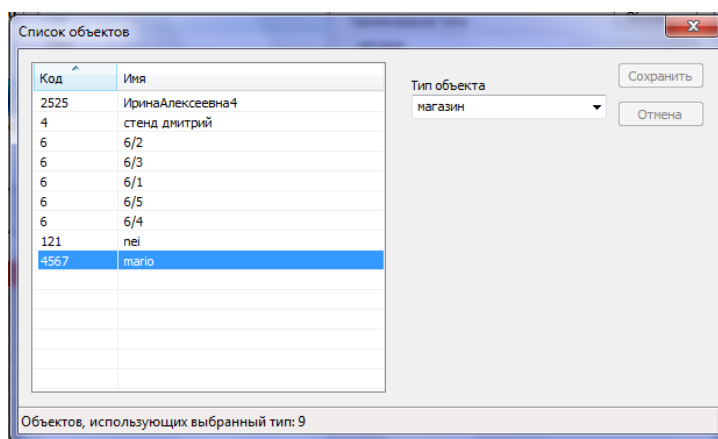 Список объектов
Код Имя
2525 ИринаАлексеевна4
4 стенд дмитрий
6 6/2
6 6/3
6 6/1
6 6/5
6 6/4
121 nei
4567 mario
Тип объекта
магазин
Сохранить
Отмена
Объектов, использующих выбранный тип: 9